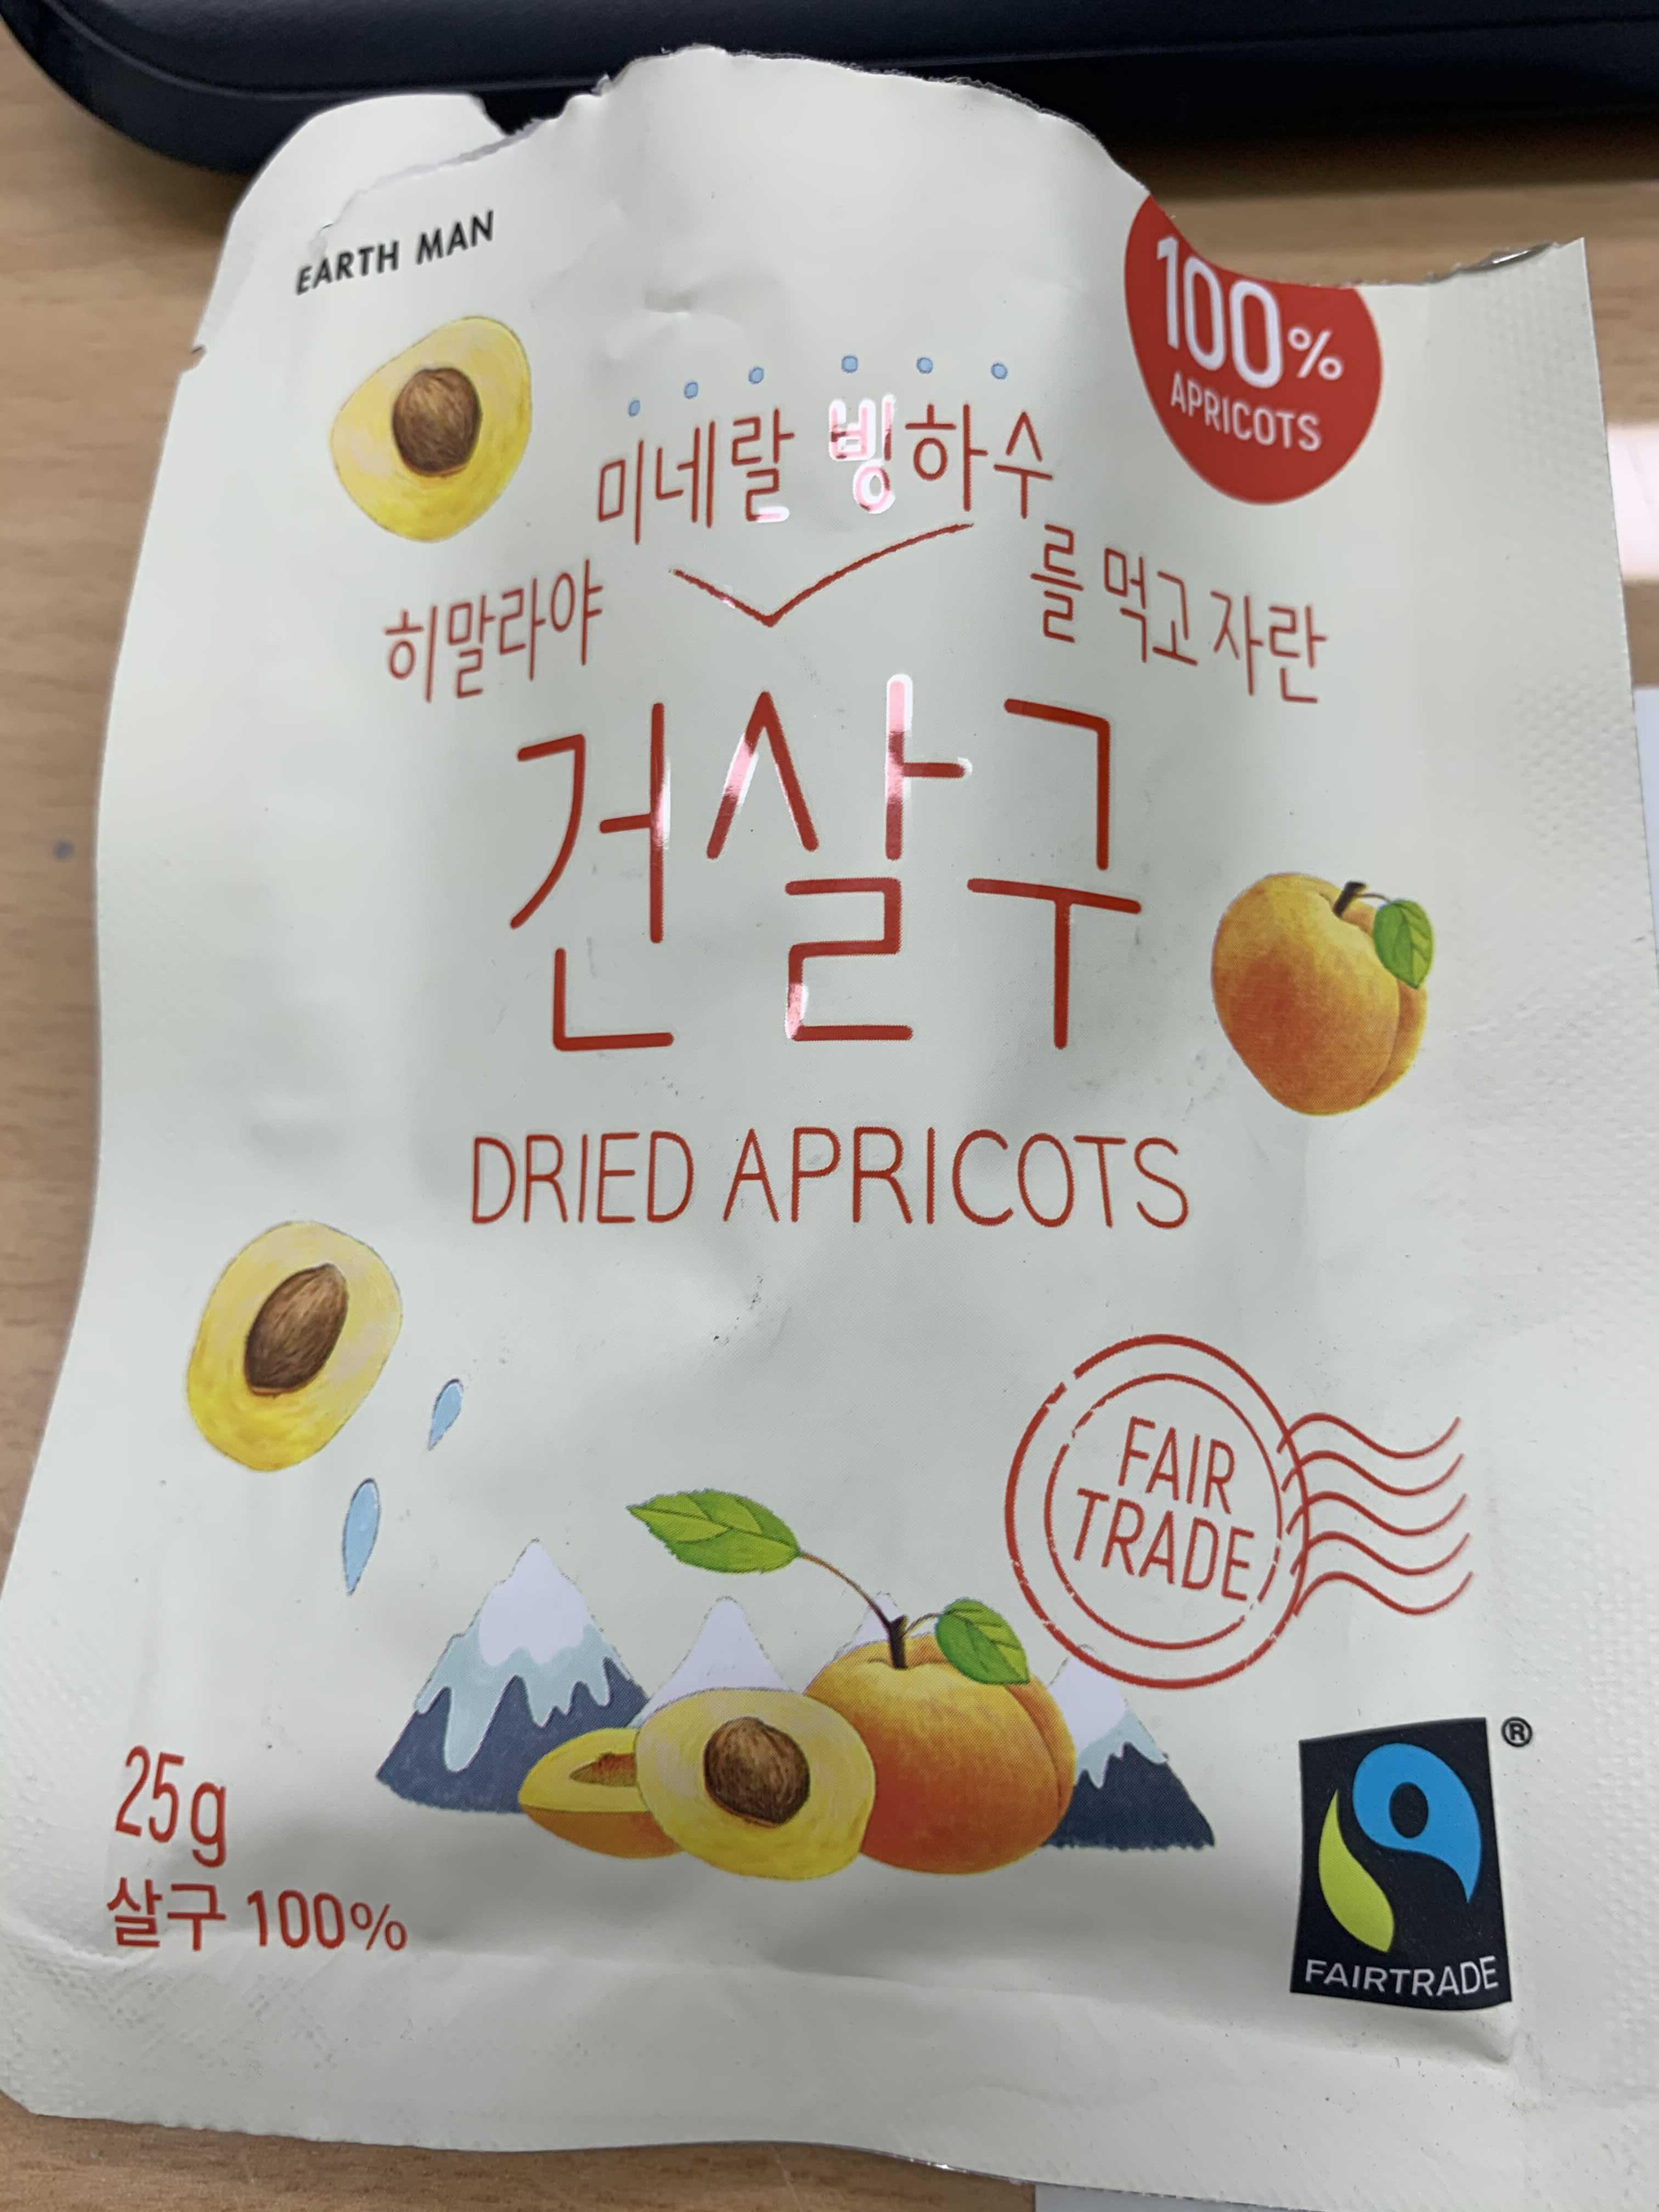 EARTH MAN
100%
APRICOTS
미네랄 빙하수
히말라야
를 먹고 자란
건살구
DRIED APRICOTS
FAIR
TRADE
25g
살구 100%
®
FAIRTRADE